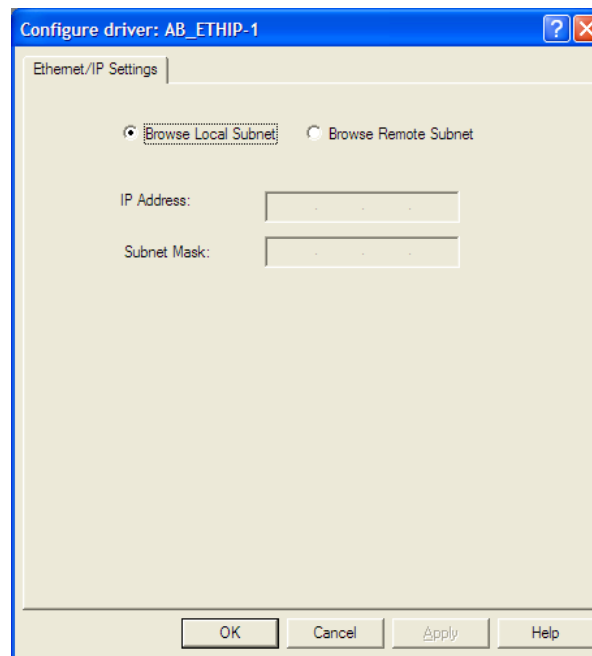 Configure driver: AB_ETHIP-1
Ethernet/IP Settings
Browse Local Subnet Browse Remote Subnet
IP Address:
Subnet Mask:
OK Cancel Apply Help